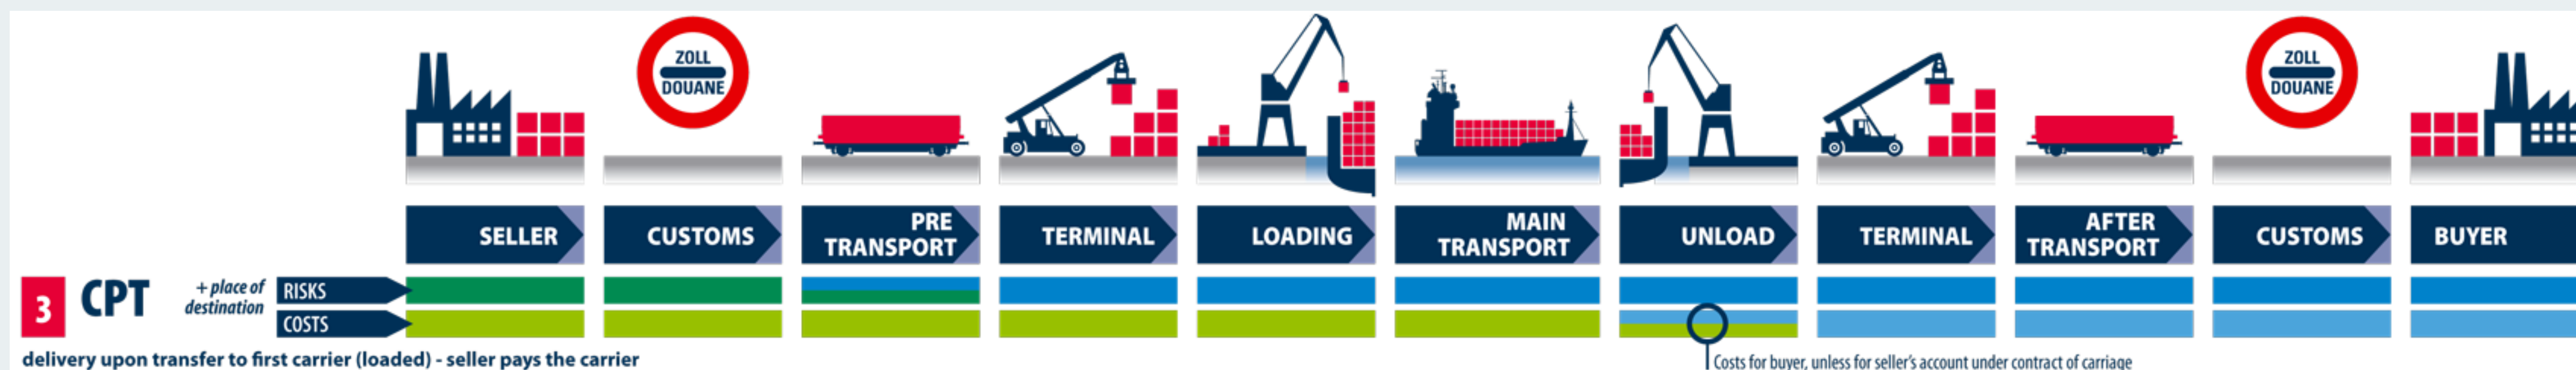 ZOLL
DOUANE
ZOLL
DOUANE
SELLER
CUSTOMS
PRE
TRANSPORT
TERMINAL
LOADING
MAIN
TRANSPORT
UNLOAD
TERMINAL
AFTER
TRANSPORT
CUSTOMS
BUYER
3 CPT
+ place of
destination
RISKS
COSTS
delivery upon transfer to first carrier (loaded) - seller pays the carrier
Costs for buyer, unless for seller's account under contract of carriage